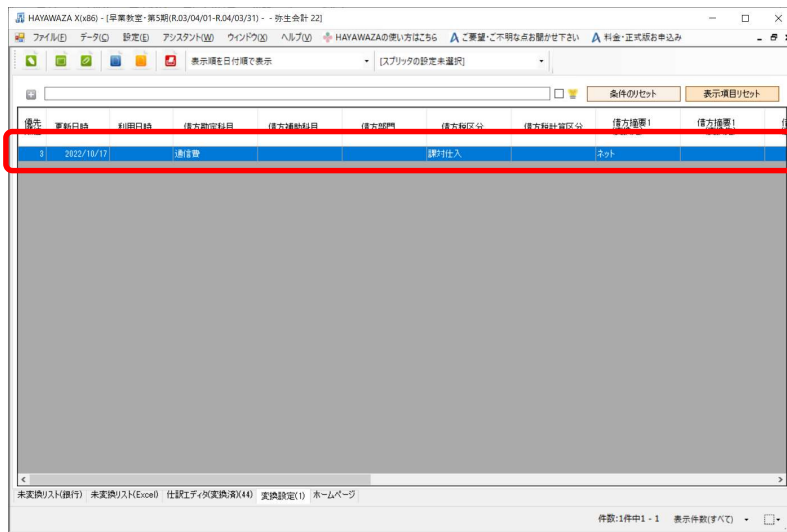 HAYAWAZA X(x86) - [早業教室・第5期(R.03/04/01-R.04/03/31) - - 弥生会計 22]
ファイル(F) データ(C) 設定(E) アシスタント(W) ウィンドウ(X) ヘルプ(V) HAYAWAZAの使い方はこちら ご要望・ご不明な点お聞かせ下さい 料金・正式版お申込み
表示順を日付順で表示 [スプリッタの設定未選択]
条件のリセット 表示項目リセット
優先 更新日時 利用日時 借方勘定科目 借方補助科目 借方部門 借方税区分 借方税計算区分 借方摘要1 借方摘要1
3 2022/10/17 通信費 課対仕入 ネット
未変換リスト(銀行) 未変換リスト(Excel) 仕訳エディタ(変換済)(44) 変換設定(1) ホームページ
件数:1件中1 - 1 表示件数(すべて)